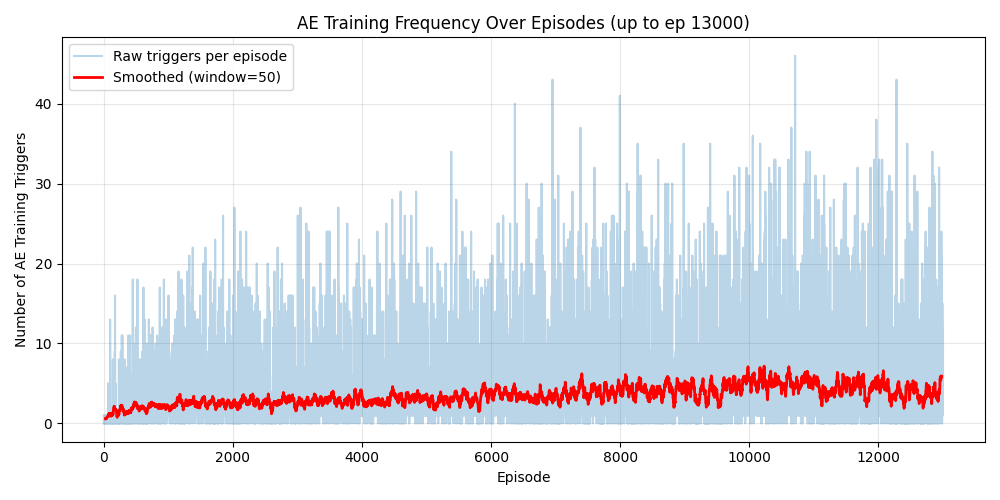 AE Training Frequency Over Episodes (up to ep 13000)
Raw triggers per episode
Smoothed (window=50)
Number of AE Training Triggers
40
30
20
10
0
0 2000 4000 6000 8000 10000 12000
Episode